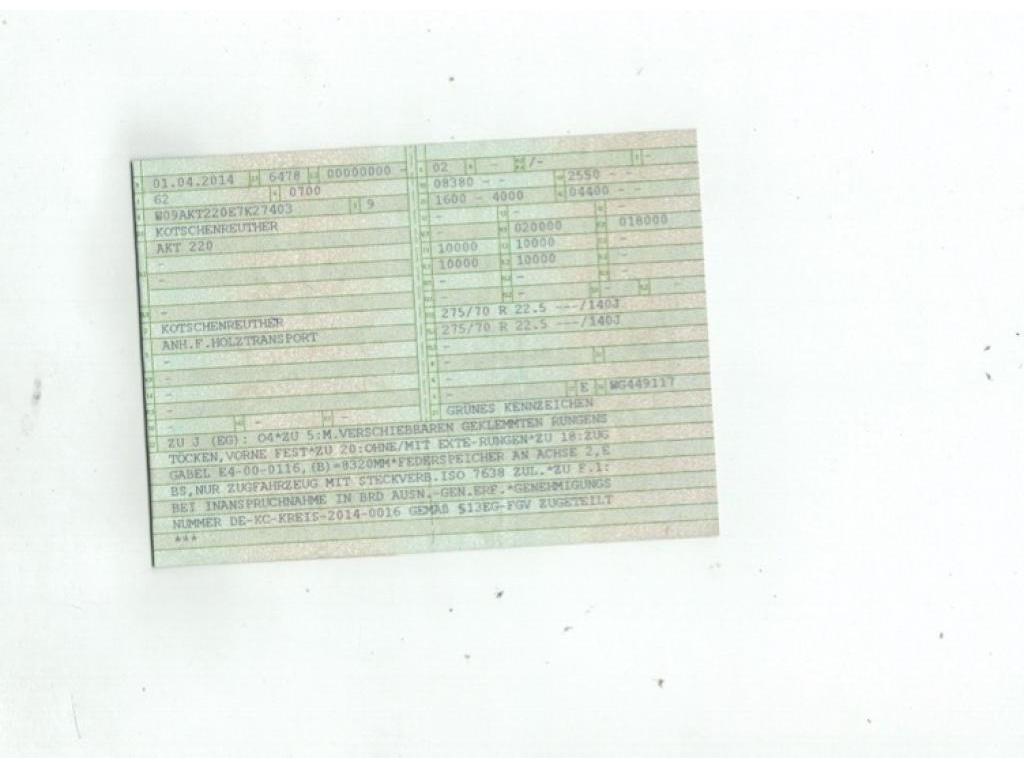 01.04.2014 6478 00000000 -
62 0700
W09AKT220E7K27403 9
KOTSCHENREUTHER
AKT 220
-
-
-
-
KOTSCHENREUTHER
ANH.F.HOLZTRANSPORT
-
-
-
-
- -
02 - /- -
08380 - - 2550 - -
1600 - 4000 04400 - -
- - -
- 020000 018000
10000 10000 -
10000 10000 -
- - -
- - - -
275/70 R 22.5 ---/140J
275/70 R 22.5 ---/140J
-
-
-
- E WG449117
GRÜNES KENNZEICHEN
ZU J (EG): O4*ZU 5:M.VERSCHIEBBAREN GEKLEMMTEN RUNGENS
TÖCKEN,VORNE FEST*ZU 20:OHNE/MIT EXTE-RUNGEN*ZU 18:ZUG
GABEL E4-00-0116,(B)=8320MM*FEDERSPEICHER AN ACHSE 2,E
BS,NUR ZUGFAHRZEUG MIT STECKVERB.ISO 7638 ZUL.*ZU F.1:
BEI INANSPRUCHNAHME IN BRD AUSN.-GEN.ERF.*GENEHMIGUNGS
NUMMER DE-KC-KREIS-2014-0016 GEMÄß §13EG-FGV ZUGETEILT
***